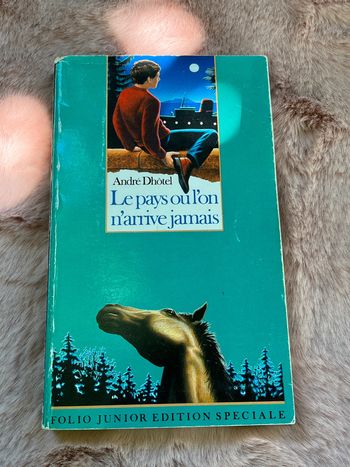 André Dhôtel
Le pays où l'on
n'arrive jamais
FOLIO JUNIOR EDITION SPECIALE